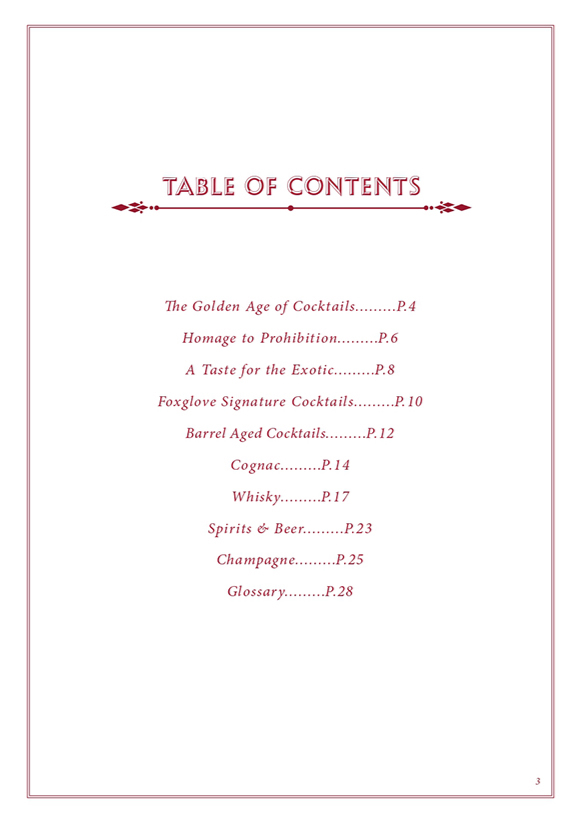 TABLE OF CONTENTS
The Golden Age of Cocktails.........P.4
Homage to Prohibition.........P.6
A Taste for the Exotic.........P.8
Foxglove Signature Cocktails.........P.10
Barrel Aged Cocktails.........P.12
Cognac.........P.14
Whisky.........P.17
Spirits & Beer.........P.23
Champagne.........P.25
Glossary.........P.28
3